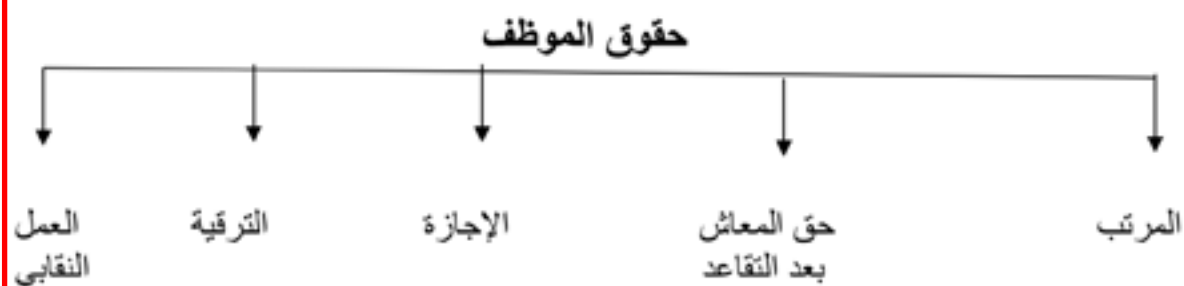 حقوق الموظف
المرتب
حق المعاش
بعد التقاعد
الإجازة
الترقية
العمل
النقابي